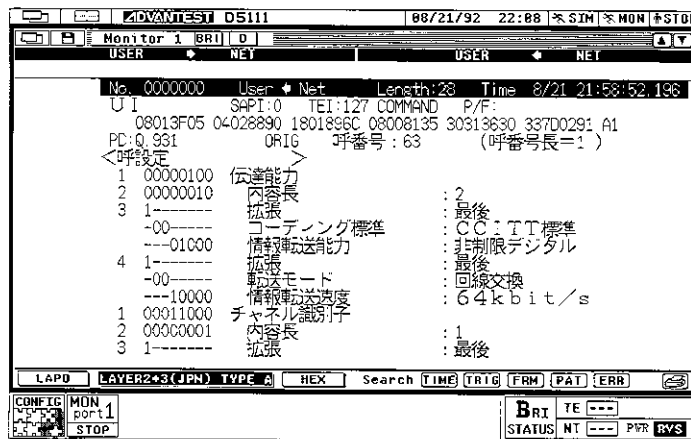 ADVANTEST D5111 08/21/92 22:08 SIM MON STO
Monitor 1 BRI D
USER NET USER NET
No. 0000000 User Net Length:28 Time 8/21 21:58:52.196
UI SAPI:0 TEI:127 COMMAND P/F:
08013F05 04028890 1801896C 08008135 30313630 337D0291 A1
PD:Q.931 ORIG 呼番号:63 (呼番号長=1)
<呼設定 >
1 00000100 伝達能力
2 00000010 内容長 :2
3 1------- 拡張 :最後
-00----- コーディング標準 :CCITT標準
---01000 情報転送能力 :非制限デジタル
4 1------- 拡張 :最後
-00----- 転送モード :回線交換
---10000 情報転送速度 :64kbit/s
1 00011000 チャネル識別子
2 00000001 内容長 :1
3 1------- 拡張 :最後
LAPD LAYER2+3(JPN) TYPE A HEX Search TIME TRIG FRM PAT ERR
CONFIG MON port1 STOP
BRI STATUS TE --- NT --- PWR RVS